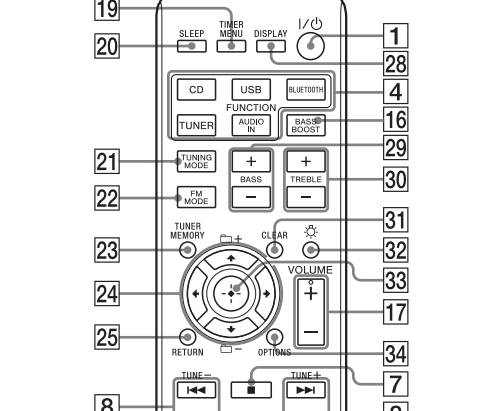 19
TIMER
MENU
I/⏻
20
SLEEP
DISPLAY
1
28
CD
USB
BLUETOOTH
4
FUNCTION
TUNER
AUDIO
IN
BASS
BOOST
16
29
21
TUNING
MODE
+
BASS
−
+
TREBLE
−
30
22
FM
MODE
31
TUNER
MEMORY
+
CLEAR
23
32
VOLUME
33
24
+
−
17
25
RETURN
−
OPTIONS
34
TUNE−
TUNE+
7
8